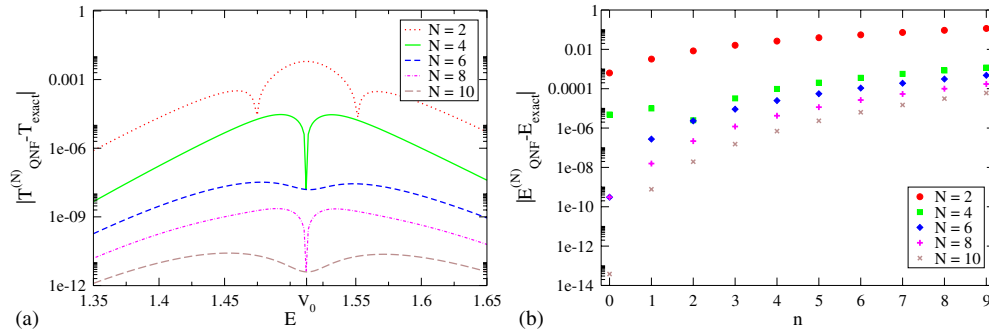 1
0.001
1e-06
1e-09
1e-12
|T^(N)_QNF-T_exact|
1.35
1.4
1.45
V_0
1.55
1.6
1.65
E
(a)
N = 2
N = 4
N = 6
N = 8
N = 10
(b)
1
0.01
0.0001
1e-06
1e-08
1e-10
1e-12
1e-14
|E^(N)_QNF-E_exact|
0 1 2 3 4 5 6 7 8 9
n
N = 2
N = 4
N = 6
N = 8
N = 10